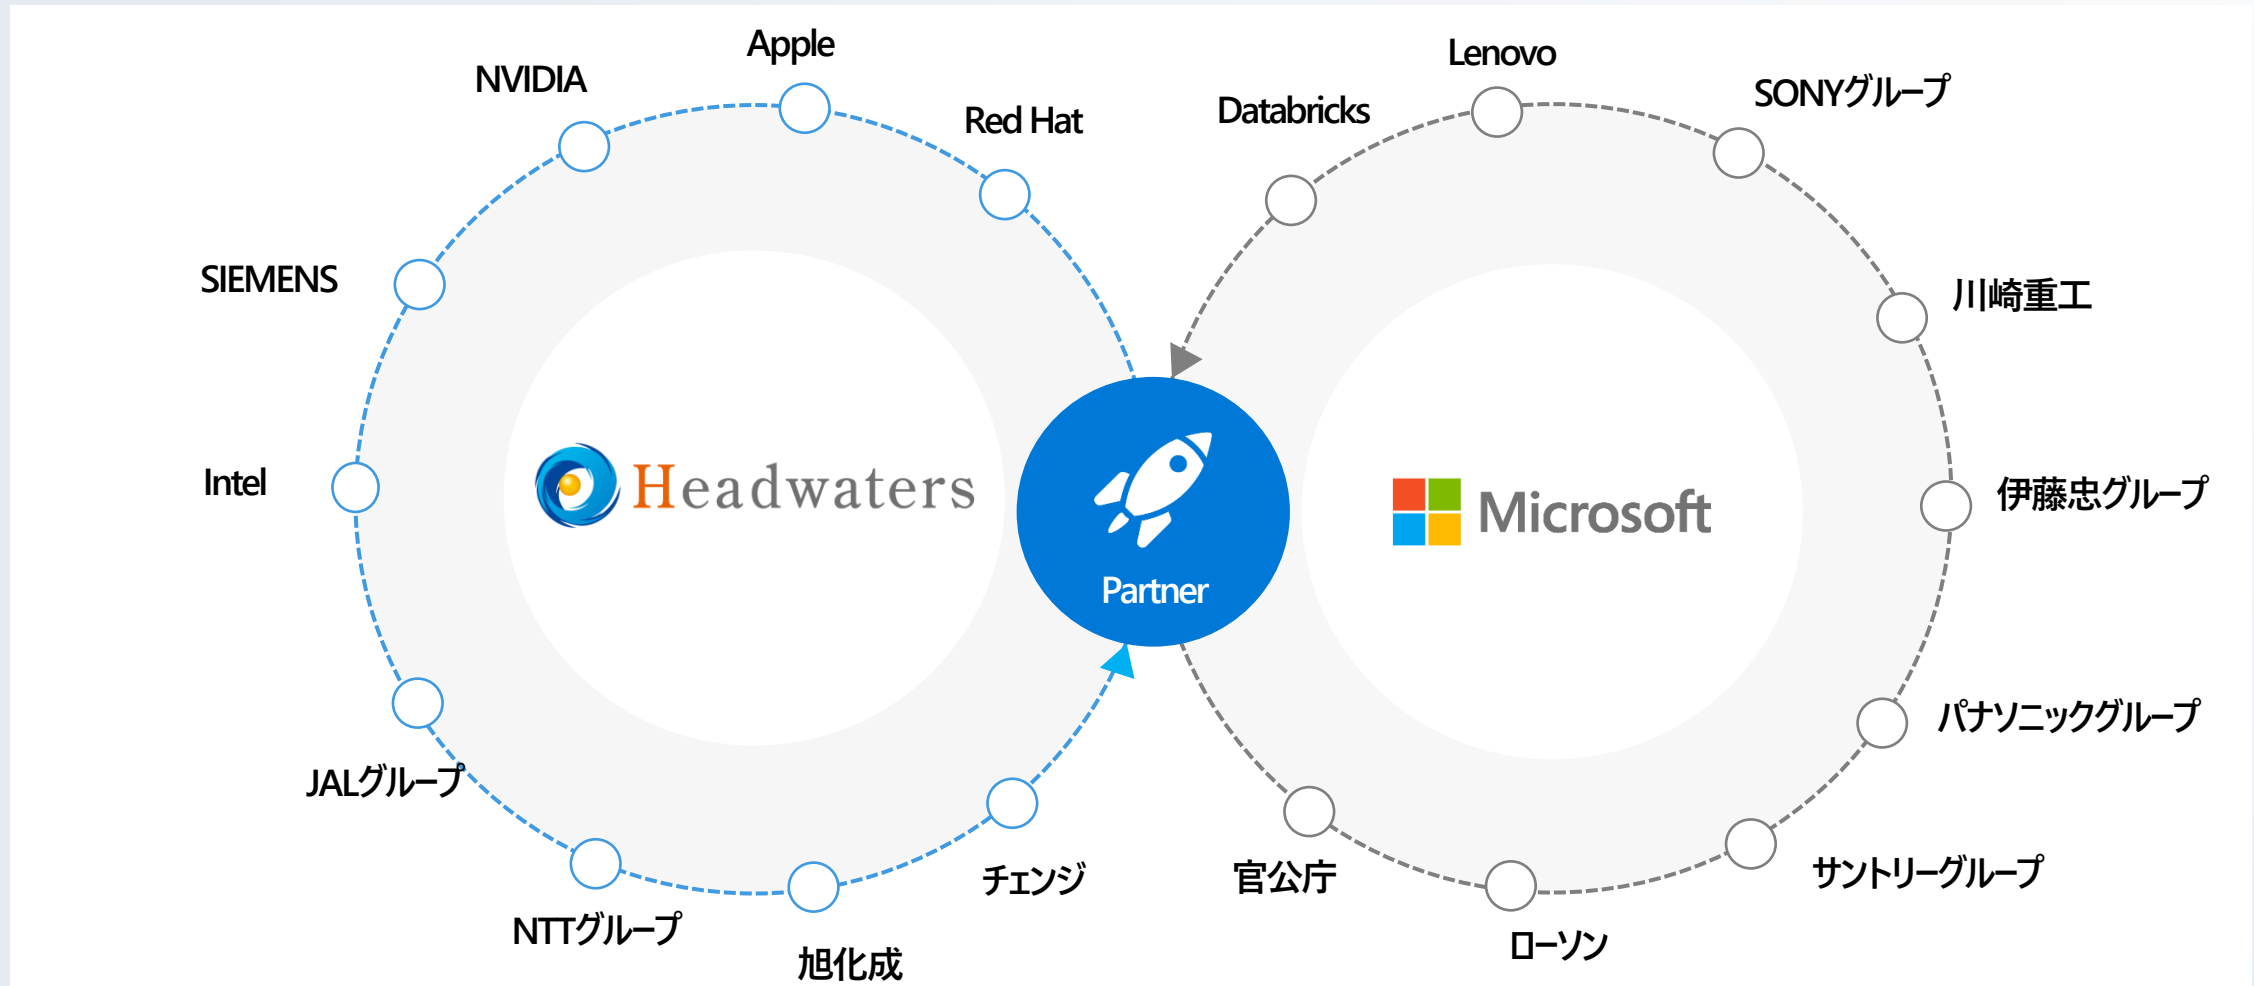 Apple
NVIDIA
Red Hat
SIEMENS
Intel
JALグループ
NTTグループ
旭化成
チェンジ
Headwaters
Partner
Microsoft
Lenovo
Databricks
SONYグループ
川崎重工
伊藤忠グループ
パナソニックグループ
サントリーグループ
ローソン
官公庁